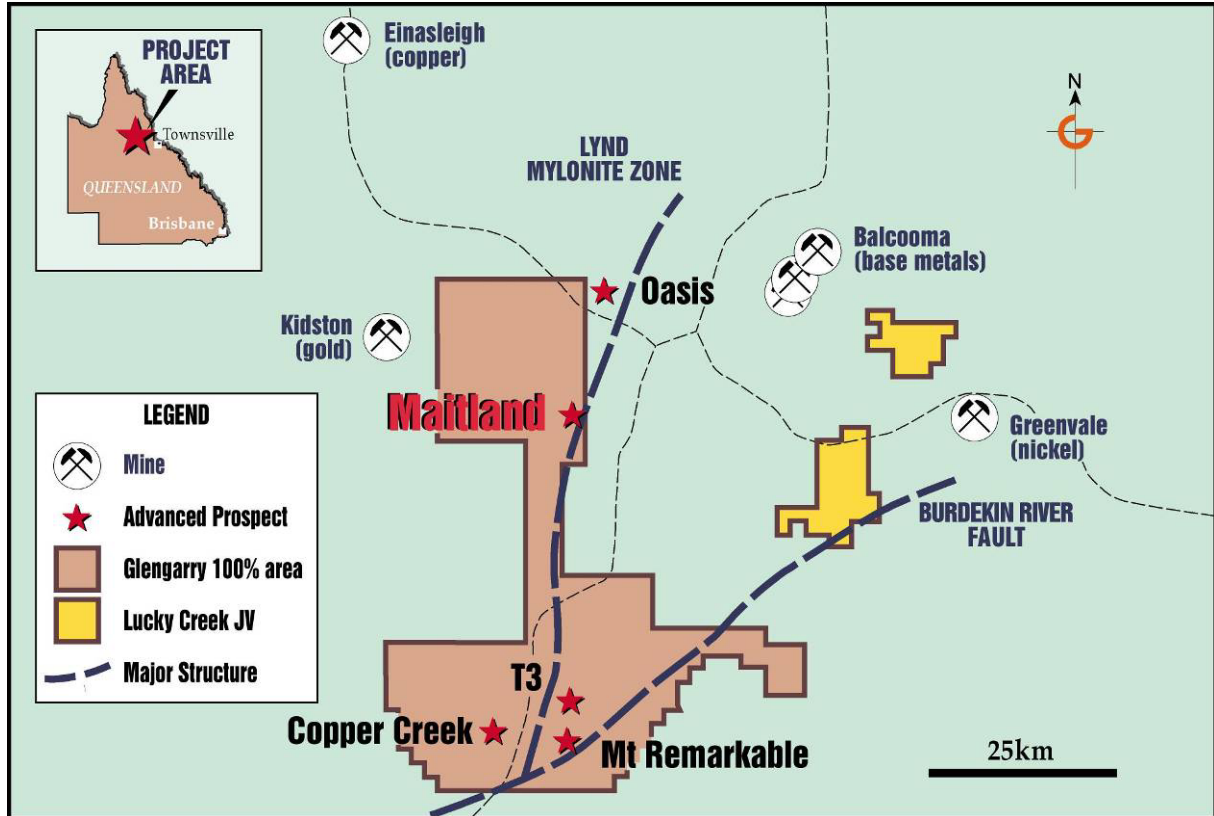 PROJECT
AREA
Townsville
QUEENSLAND
Brisbane
Einasleigh
(copper)
N
G
LYND
MYLONITE ZONE
Balcooma
(base metals)
Oasis
Kidston
(gold)
Maitland
Greenvale
(nickel)
BURDEKIN RIVER
FAULT
LEGEND
Mine
Advanced Prospect
Glengarry 100% area
Lucky Creek JV
Major Structure
T3
Copper Creek
Mt Remarkable
25km